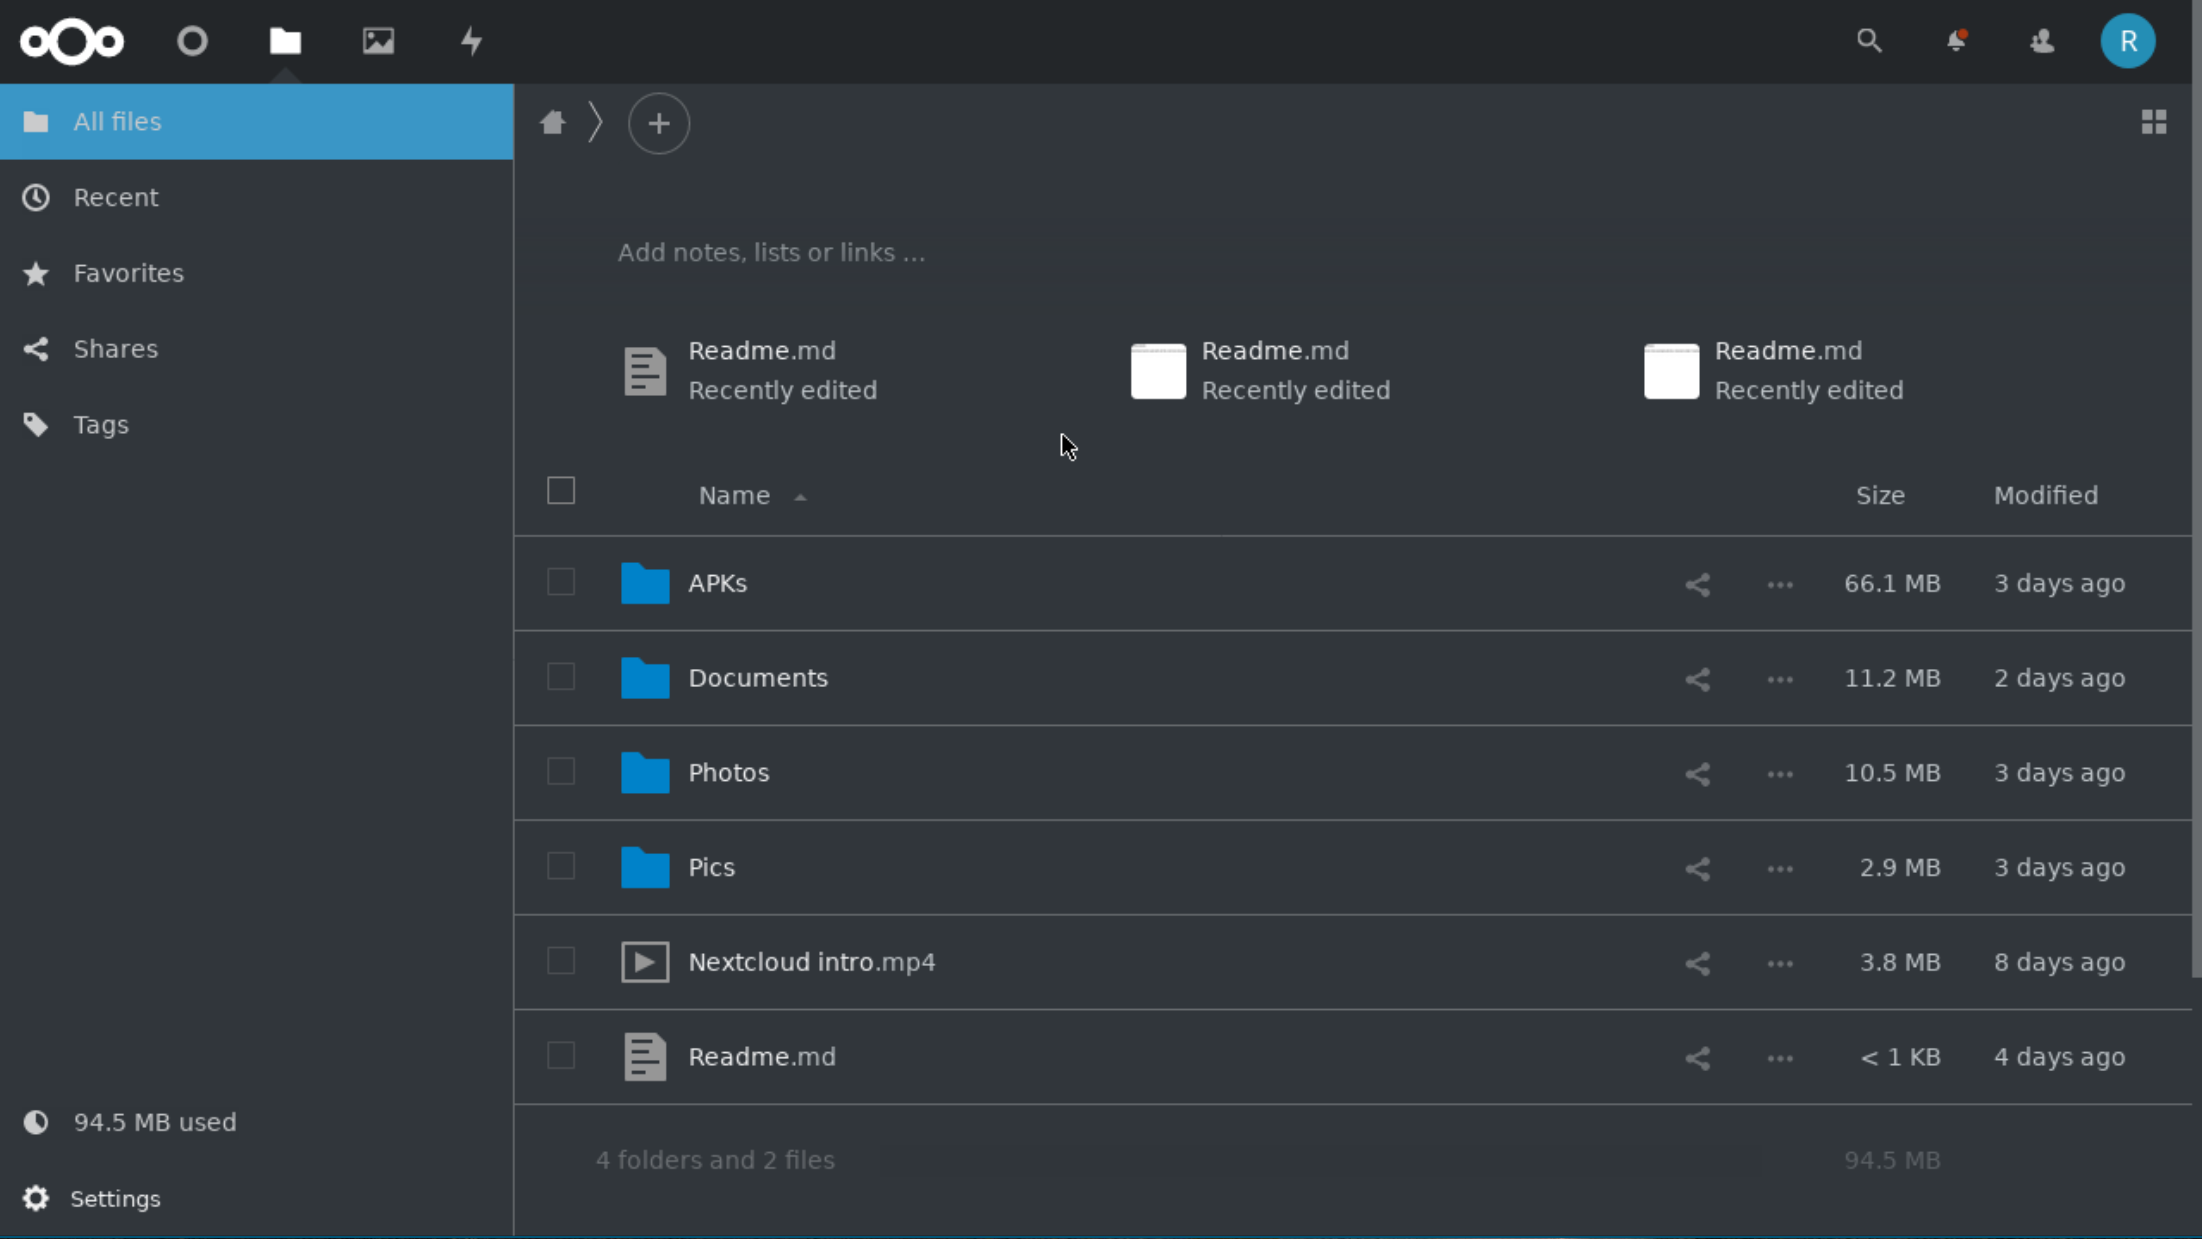 R
All files
Recent
Favorites
Shares
Tags
94.5 MB used
Settings
Add notes, lists or links ...
Readme.md
Recently edited
Readme.md
Recently edited
Readme.md
Recently edited
Name Size Modified
APKs 66.1 MB 3 days ago
Documents 11.2 MB 2 days ago
Photos 10.5 MB 3 days ago
Pics 2.9 MB 3 days ago
Nextcloud intro.mp4 3.8 MB 8 days ago
Readme.md < 1 KB 4 days ago
4 folders and 2 files 94.5 MB